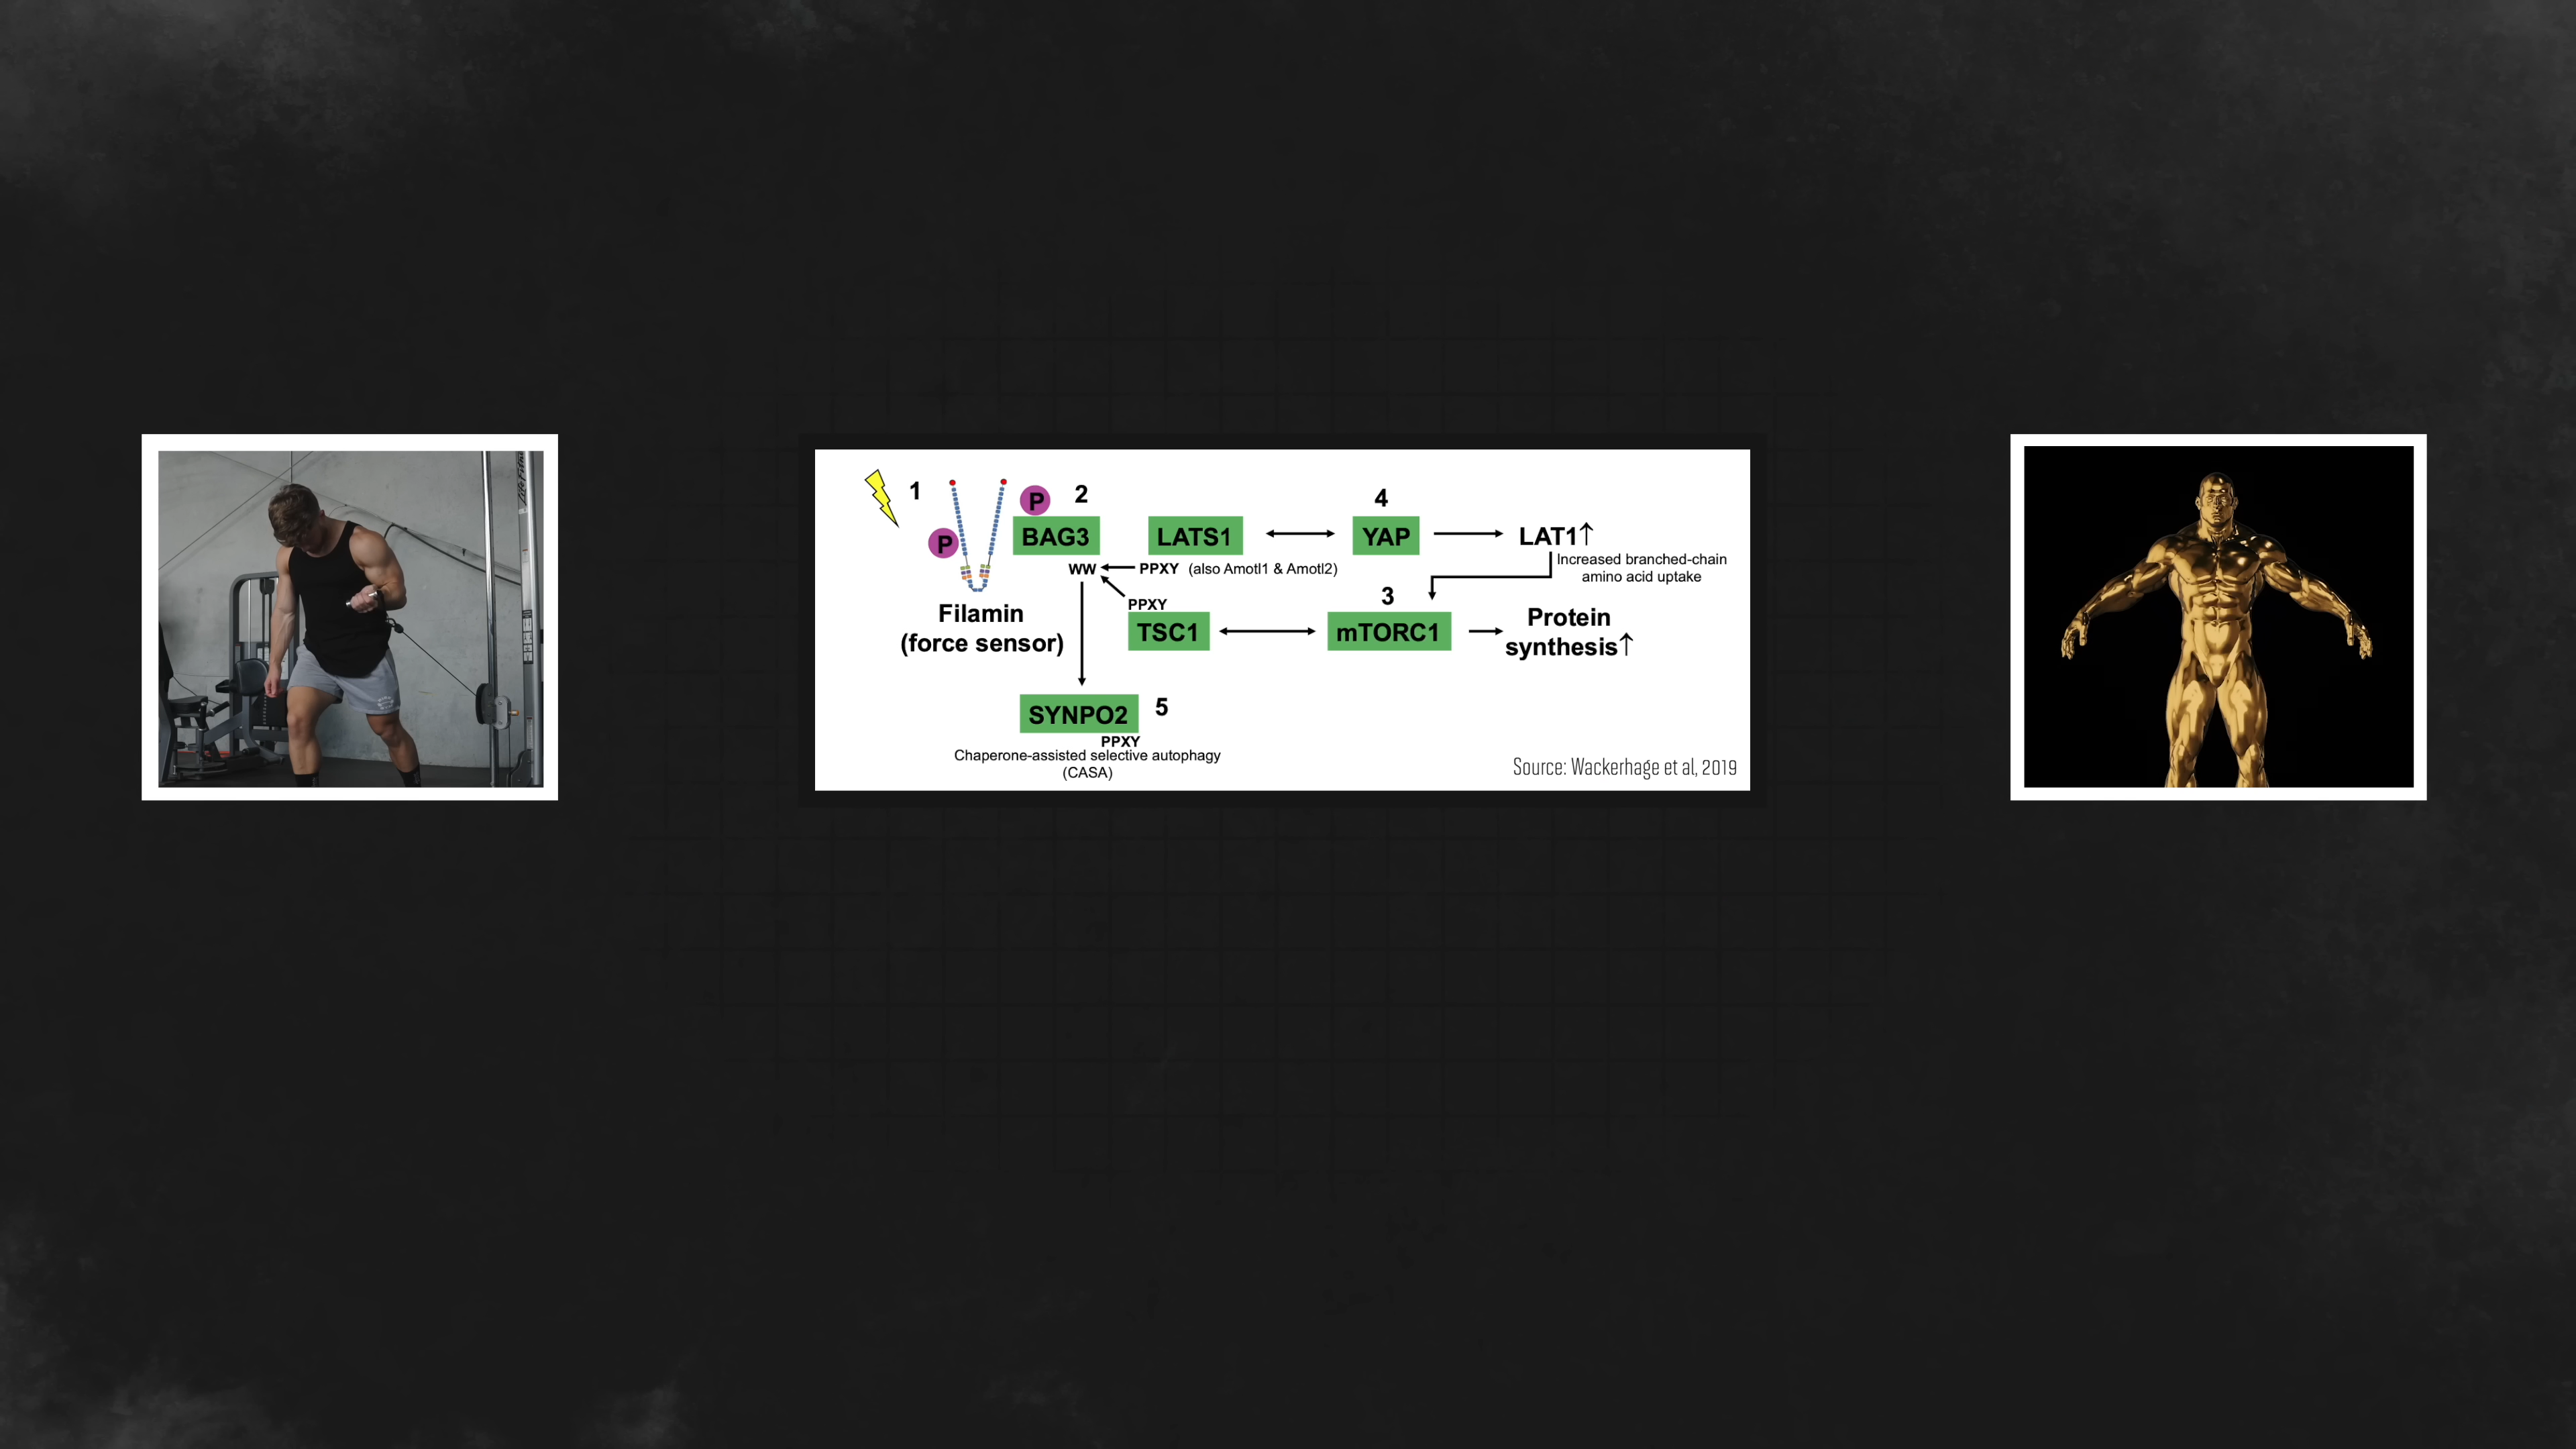 1
P
2
4
BAG3
LATS1
YAP
LAT1↑
P
WW
PPXY (also Amotl1 & Amotl2)
Increased branched-chain
amino acid uptake
PPXY
3
Filamin
(force sensor)
TSC1
mTORC1
Protein
synthesis↑
SYNPO2
5
PPXY
Chaperone-assisted selective autophagy
(CASA)
Source: Wackerhage et al, 2019
Life Fitness